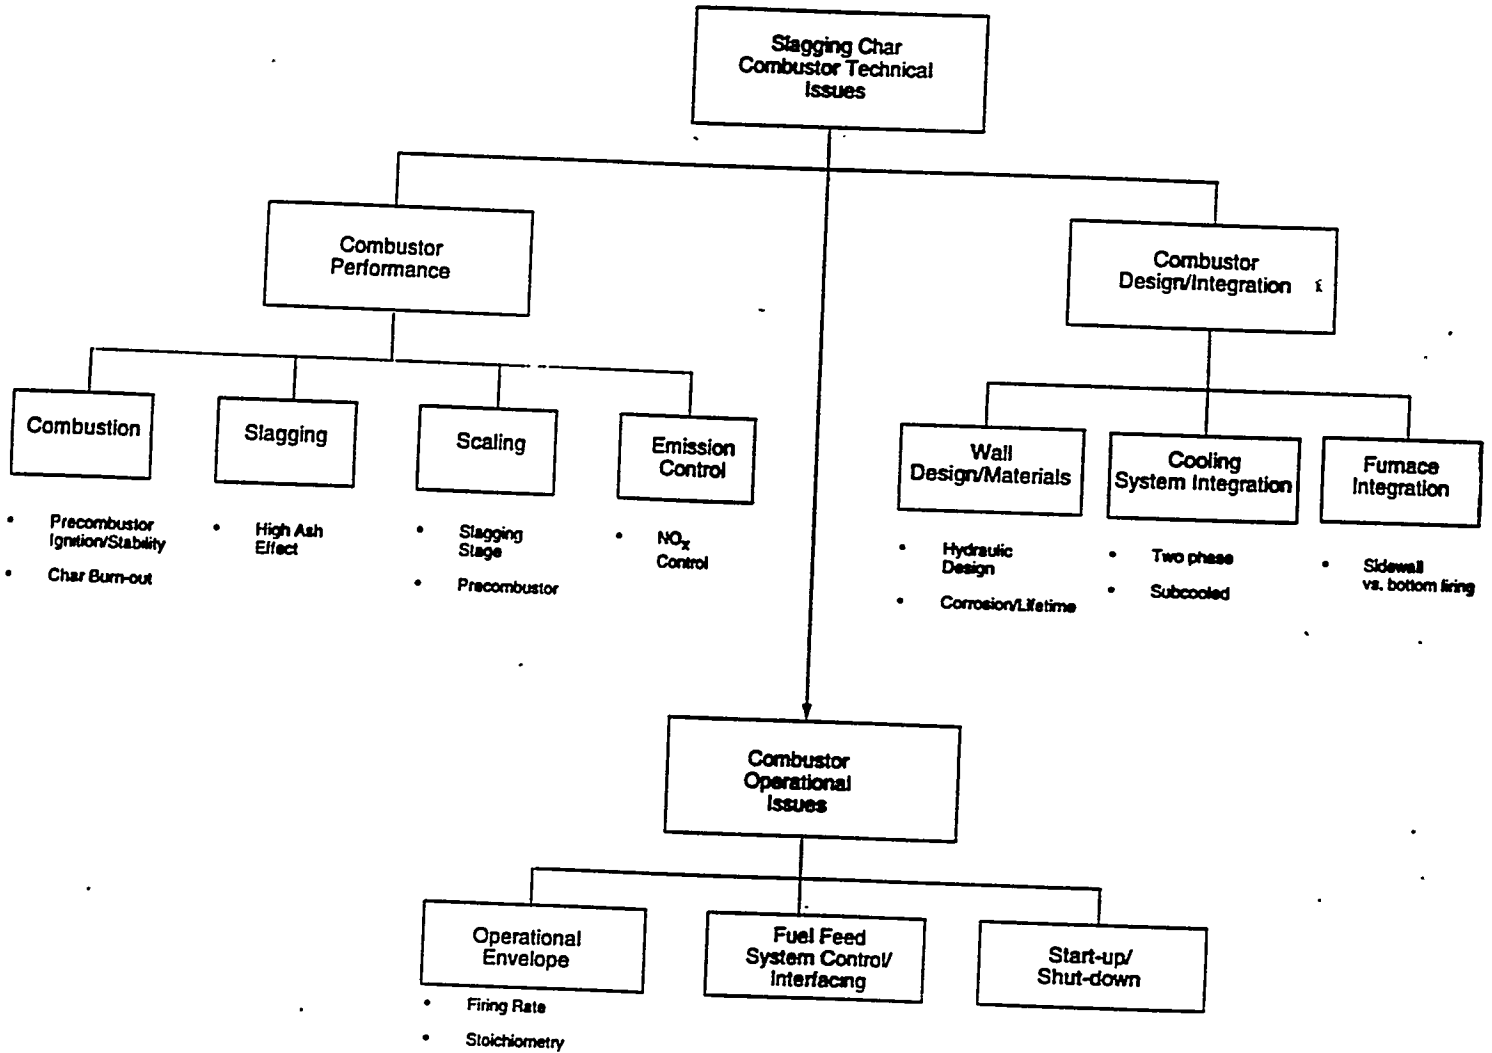 Slagging Char
Combustor Technical
Issues
Combustor
Performance
Combustor
Design/Integration
Combustion
Slagging
Scaling
Emission
Control
Wall
Design/Materials
Cooling
System Integration
Furnace
Integration
• Precombustor
Ignition/Stability
• Char Burn-out
• High Ash
Effect
• Slagging
Stage
• Precombustor
• NOx
Control
• Hydraulic
Design
• Corrosion/Lifetime
• Two phase
• Subcooled
• Sidewall
vs. bottom firing
Combustor
Operational
Issues
Operational
Envelope
Fuel Feed
System Control/
Interfacing
Start-up/
Shut-down
• Firing Rate
• Stoichiometry